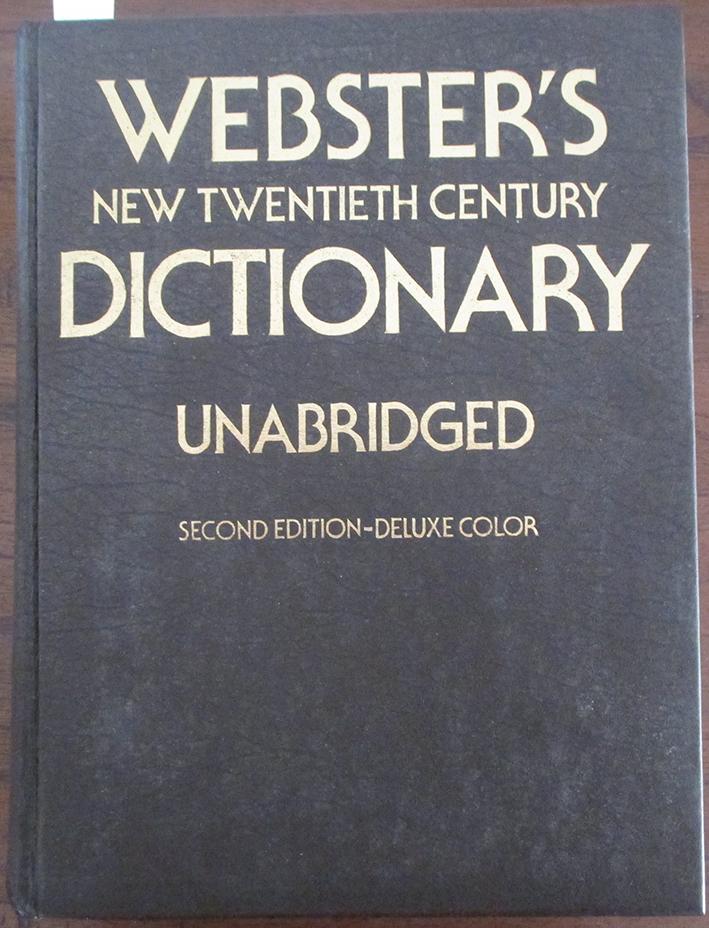 WEBSTER'S
NEW TWENTIETH CENTURY
DICTIONARY
UNABRIDGED
SECOND EDITION-DELUXE COLOR